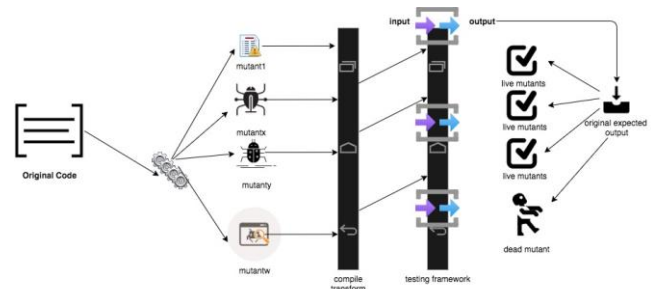 input
output
mutant1
live mutants
mutantx
live mutants
original expected
output
Original Code
mutanty
live mutants
mutantw
dead mutant
compile
transform
testing framework